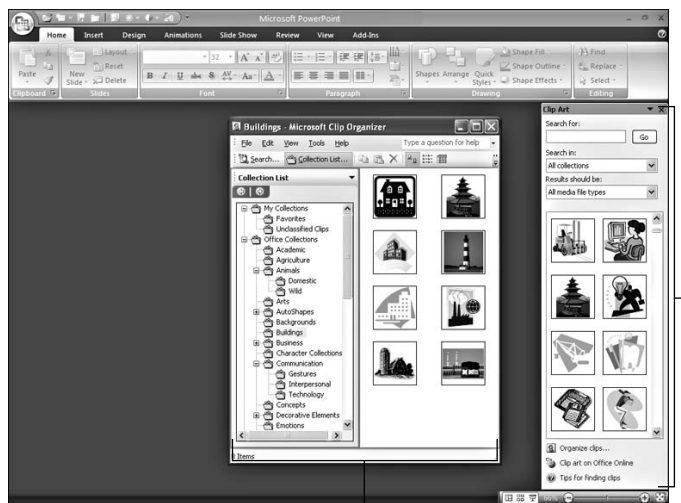 Microsoft PowerPoint
Home Insert Design Animations Slide Show Review View Add-Ins
Paste
New Slide
Layout
Reset
Delete
32
Shapes Arrange Quick Styles
Shape Fill
Shape Outline
Shape Effects
Find
Replace
Select
Clipboard Slides Font Paragraph Drawing Editing
Buildings - Microsoft Clip Organizer
File Edit View Tools Help Type a question for help
Search... Collection List...
Collection List
My Collections
Favorites
Unclassified Clips
Office Collections
Academic
Agriculture
Animals
Domestic
Wild
Arts
AutoShapes
Backgrounds
Buildings
Business
Character Collections
Communication
Gestures
Interpersonal
Technology
Concepts
Decorative Elements
Emotions
8 Items
Clip Art
Search for:
Go
Search in:
All collections
Results should be:
All media file types
Organize clips...
Clip art on Office Online
Tips for finding clips
66%